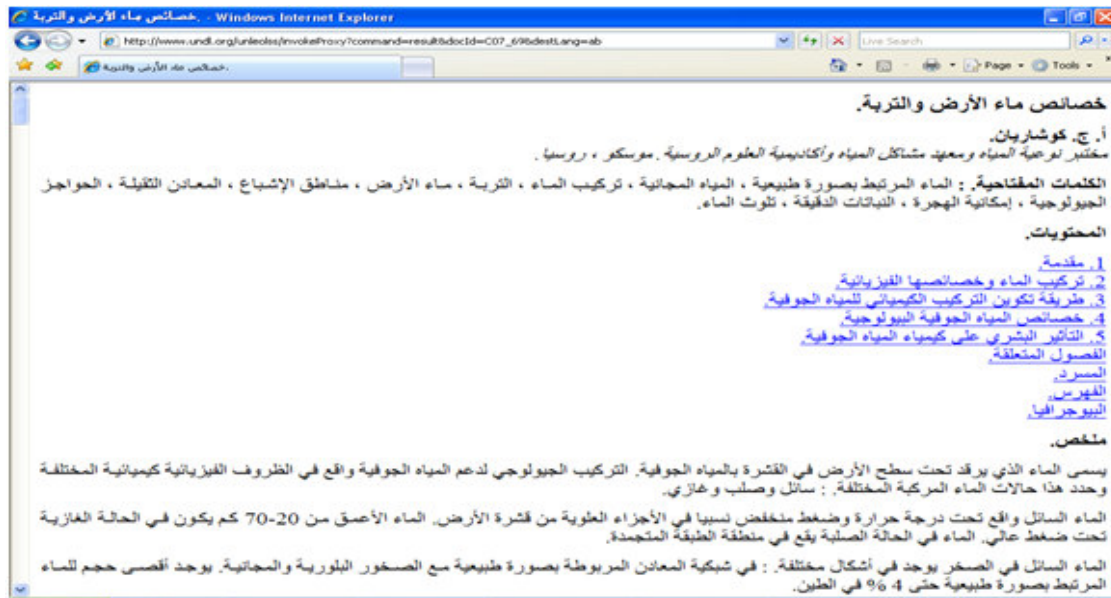 خصائص ماء الأرض والتربة. - Windows Internet Explorer
http://www.undl.org/unleolss/invokeProxy?command=result&docId=C07_69&destLang=ab
Live Search
خصائص ماء الأرض والتربة.
Page
Tools
خصائص ماء الأرض والتربة.
أ. ج. كوشاريان.
مختبر نوعية المياه ومعهد مشاكل المياه وأكاديمية العلوم الروسية. موسكو ، روسيا.
الكلمات المفتاحية. : الماء المرتبط بصورة طبيعية ، المياه المجانية ، تركيب الماء ، التربة ، ماء الأرض ، مناطق الإشباع ، المعادن الثقيلة ، الحواجز
الجيولوجية ، إمكانية الهجرة ، النباتات الدقيقة ، تلوث الماء.
المحتويات.
1. مقدمة.
2. تركيب الماء وخصائصها الفيزيائية.
3. طريقة تكوين التركيب الكيميائي للمياه الجوفية.
4. خصائص المياه الجوفية البيولوجية.
5. التأثير البشري على كيمياء المياه الجوفية.
الفصول المتعلقة.
المسرد.
الفهرس.
البيوجرافيا.
ملخص.
يسمى الماء الذي يرقد تحت سطح الأرض في القشرة بالمياه الجوفية. التركيب الجيولوجي لدعم المياه الجوفية واقع في الظروف الفيزيائية كيميائية المختلفة
وحدد هذا حالات الماء المركبة المختلفة. : سائل وصلب وغازي.
الماء السائل واقع تحت درجة حرارة وضغط منخفض نسبيا في الأجزاء العلوية من قشرة الأرض. الماء الأعمق من 20-70 كم يكون في الحالة الغازية
تحت ضغط عالي. الماء في الحالة الصلبة يقع في منطقة الطبقة المتجمدة.
الماء السائل في الصخر يوجد في أشكال مختلفة. : في شبكية المعادن المربوطة بصورة طبيعية مع الصخور البلورية والمجانية. يوجد أقصى حجم للماء
المرتبط بصورة طبيعية حتى 4 % في الطين.